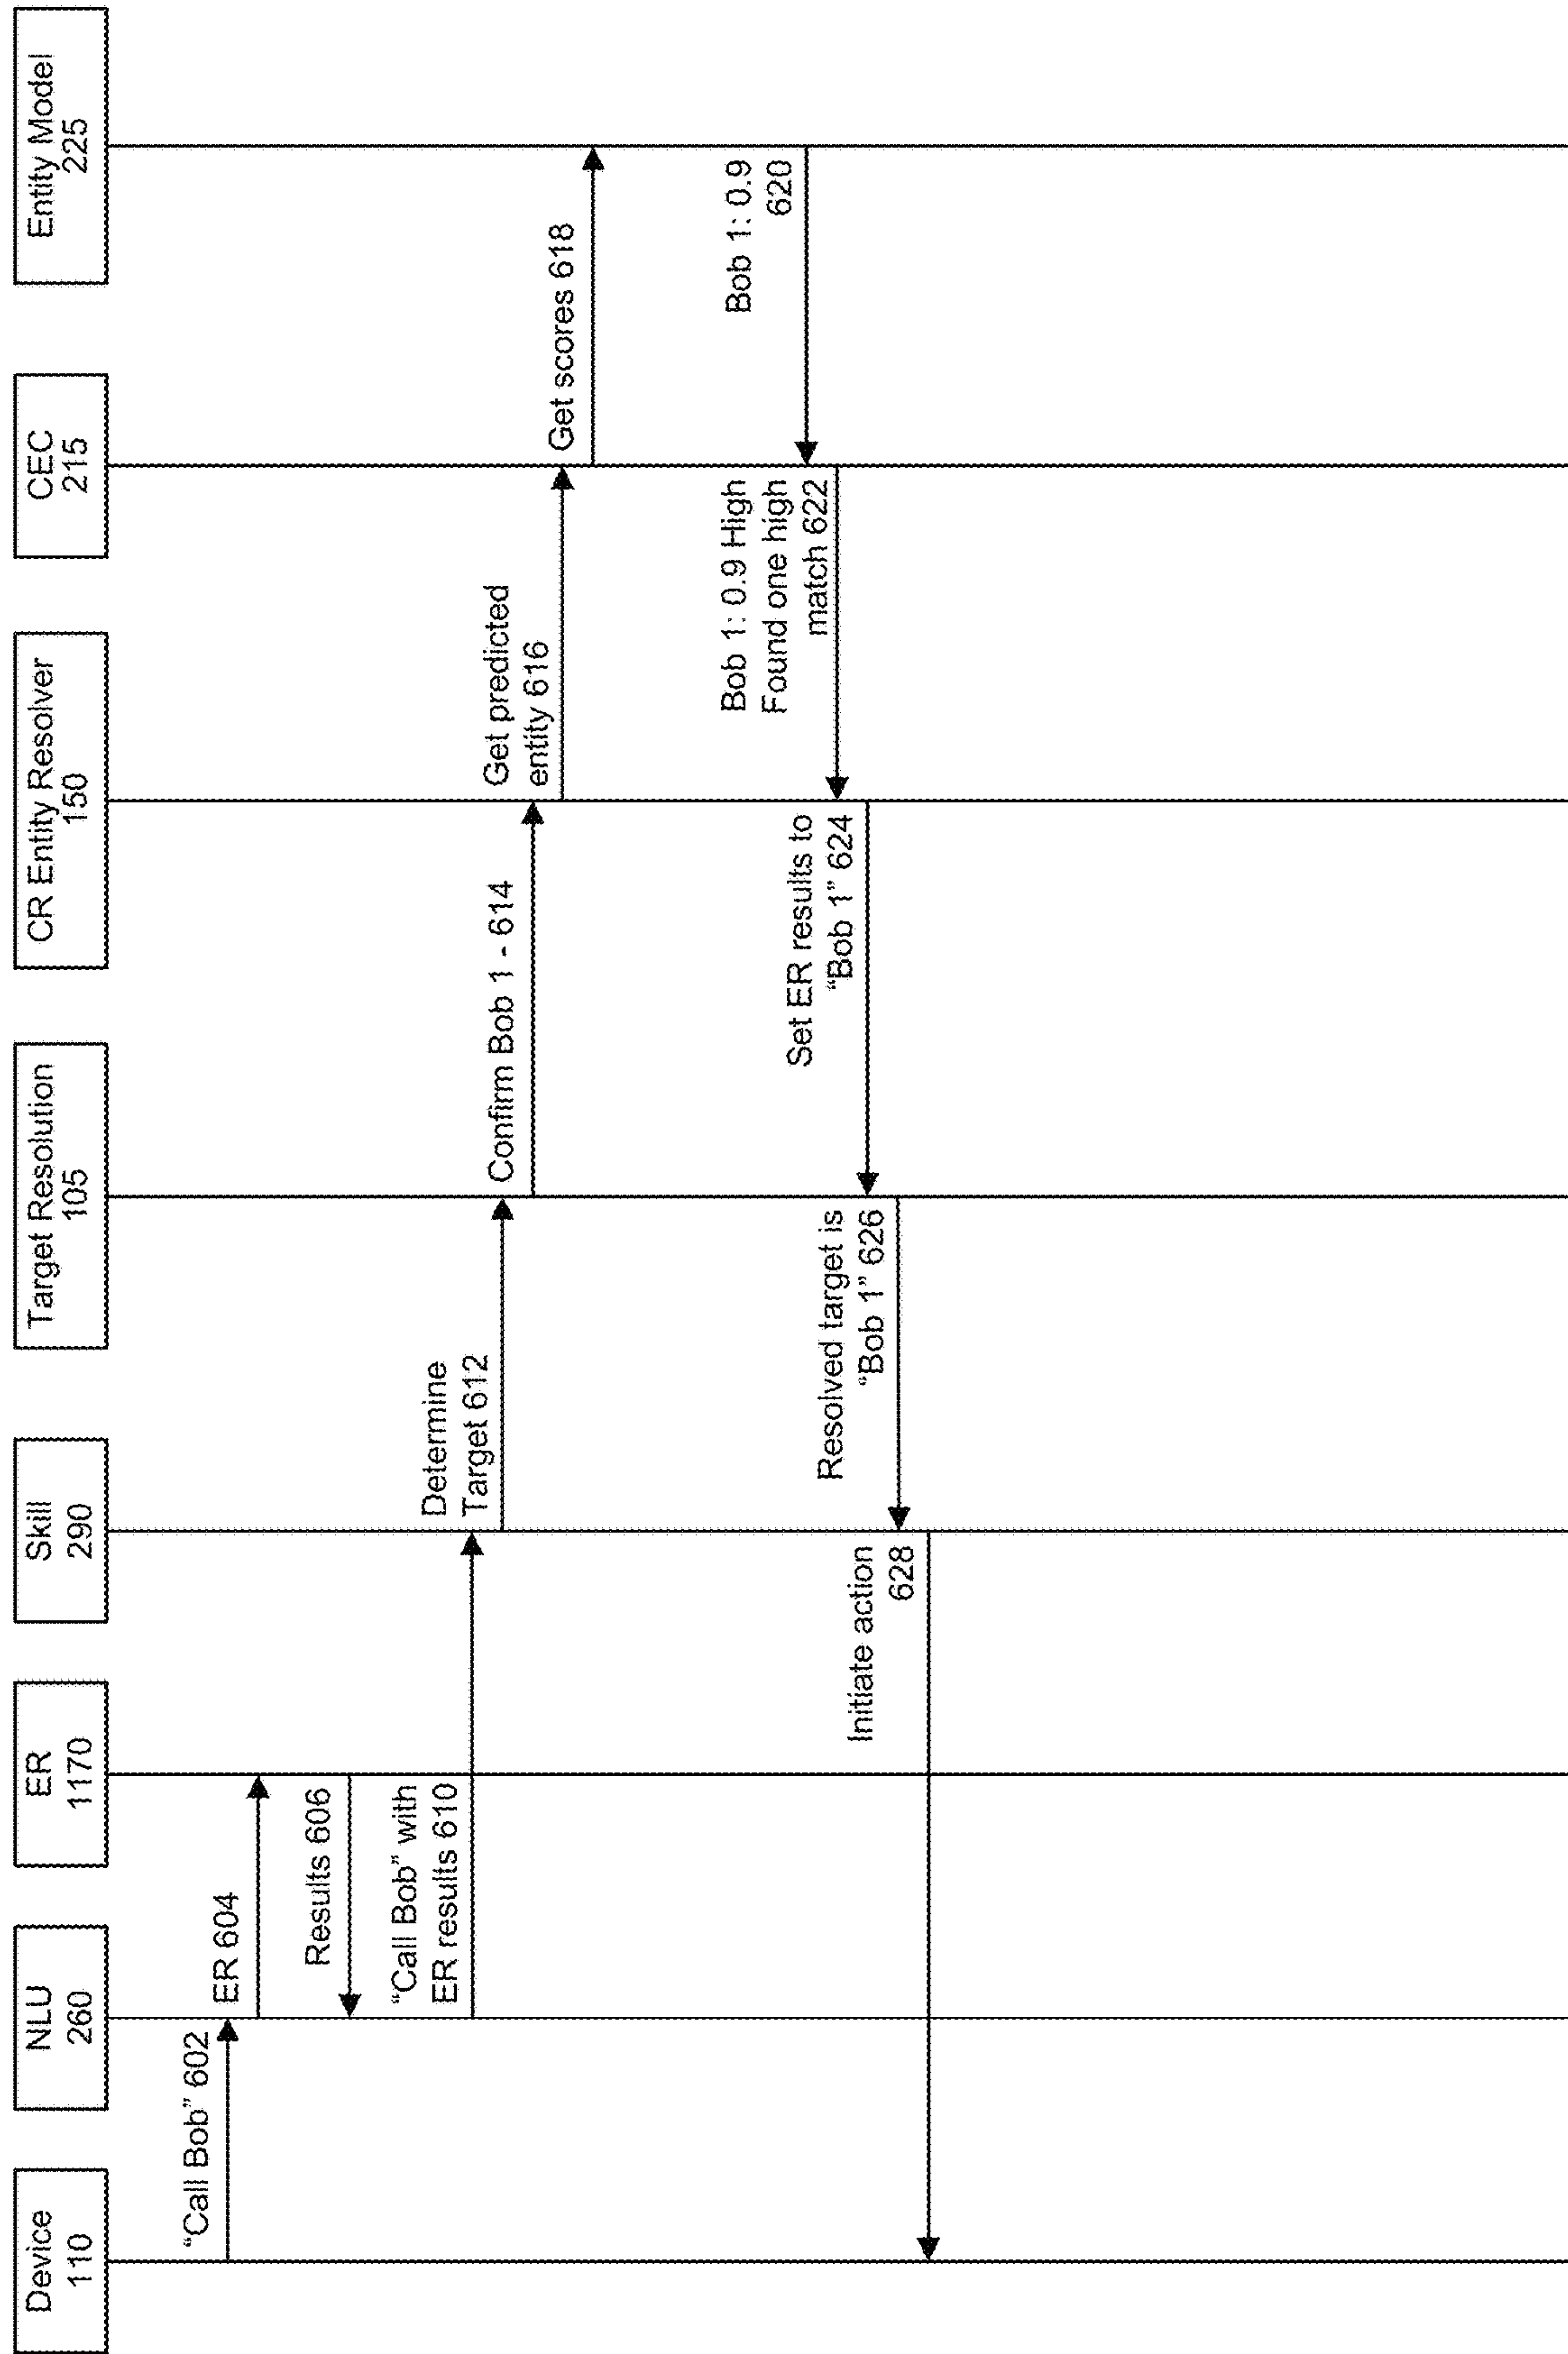 Device
110
NLU
260
ER
1170
Skill
290
Target Resolution
105
CR Entity Resolver
150
CEC
215
Entity Model
225
“Call Bob” 602
ER 604
Results 606
“Call Bob” with
ER results 610
Determine
Target 612
Confirm Bob 1 - 614
Get predicted
entity 616
Get scores 618
Bob 1: 0.9
620
Bob 1: 0.9 High
Found one high
match 622
Set ER results to
“Bob 1” 624
Resolved target is
“Bob 1” 626
Initiate action
628